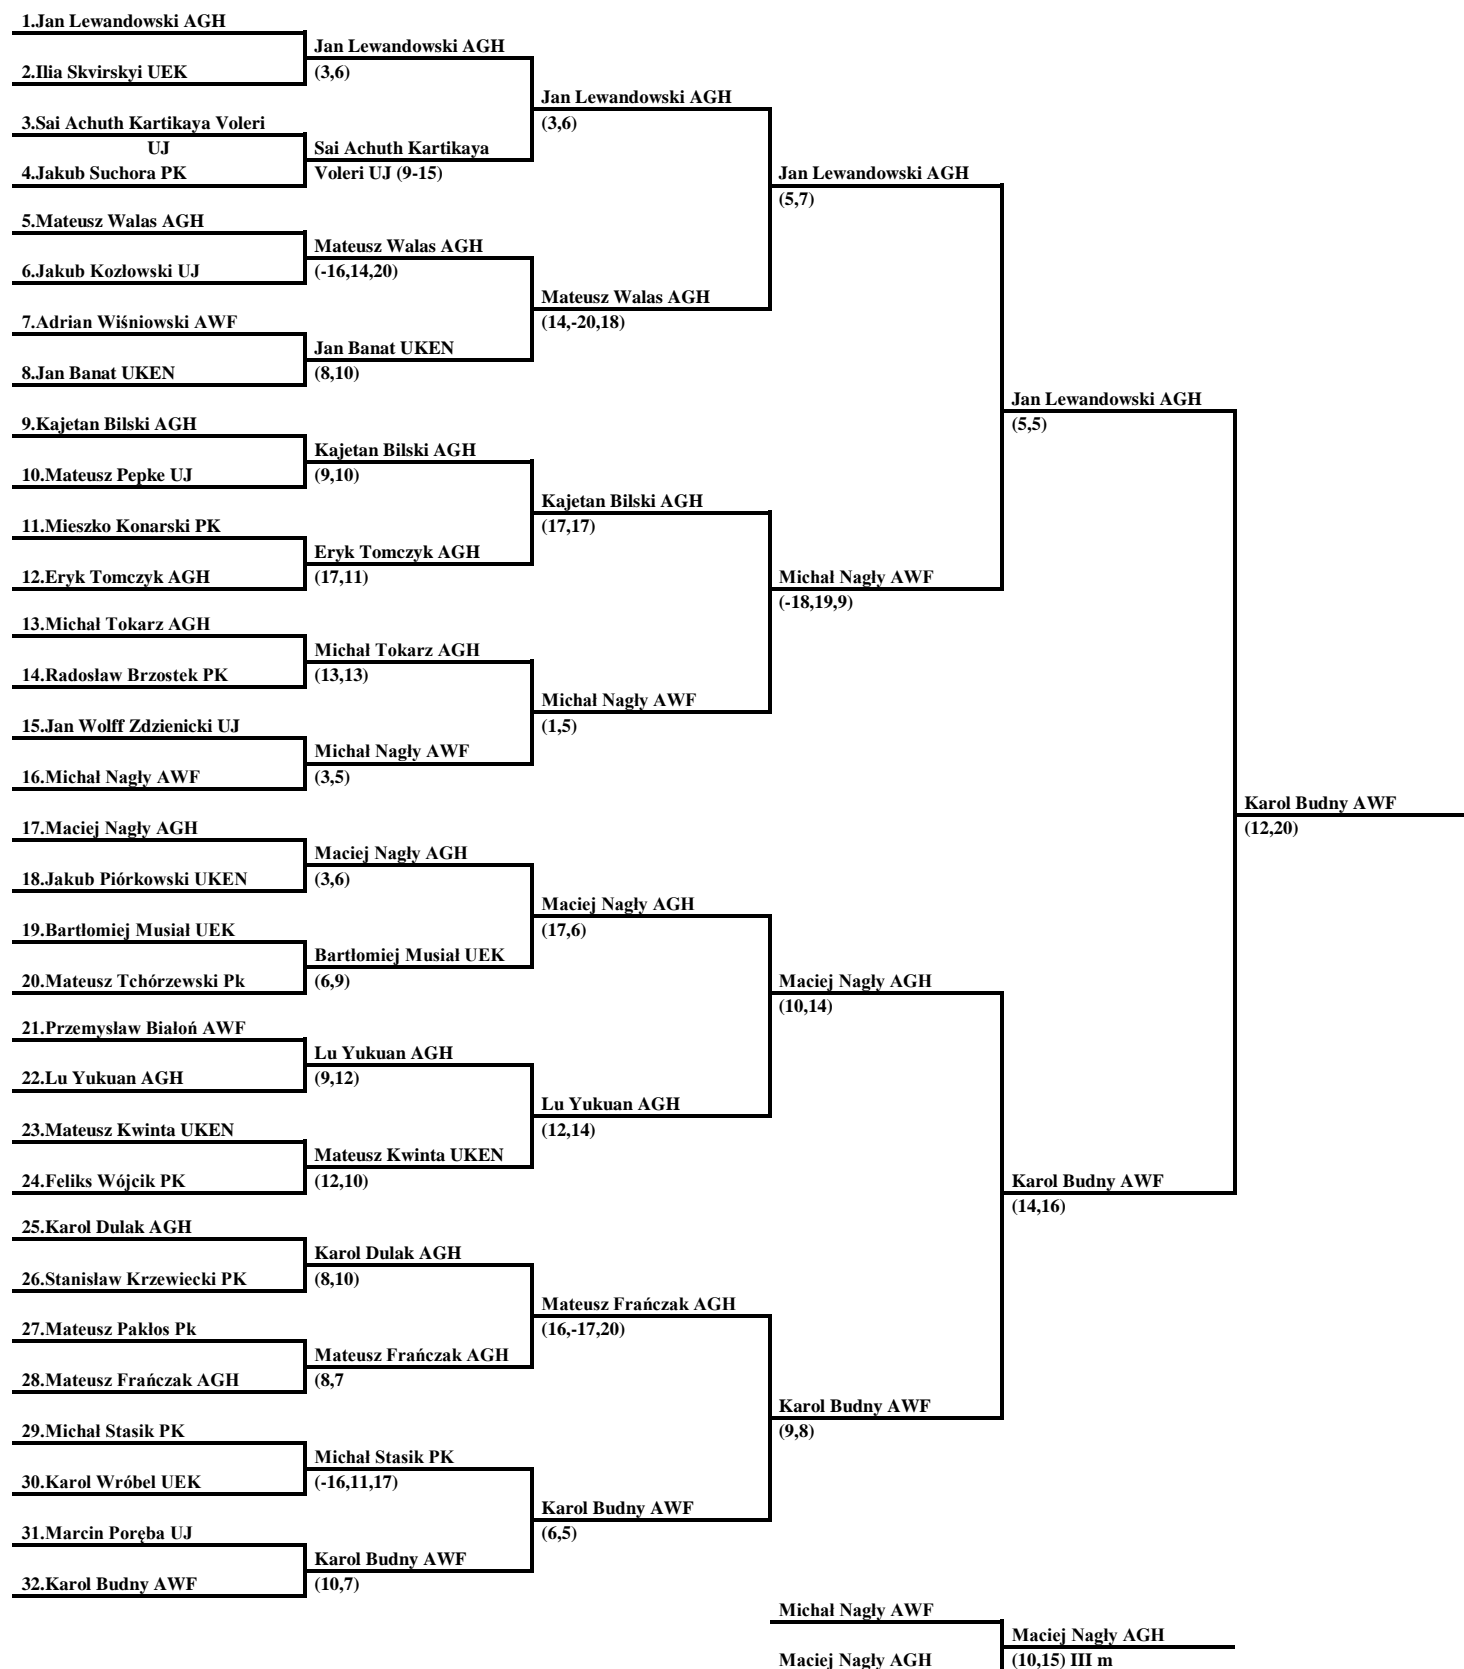 1.Jan Lewandowski AGH
2.Ilia Skvirskyi UEK
3.Sai Achuth Kartikaya Voleri
UJ
4.Jakub Suchora PK
5.Mateusz Walas AGH
6.Jakub Kozłowski UJ
7.Adrian Wiśniowski AWF
8.Jan Banat UKEN
9.Kajetan Bilski AGH
10.Mateusz Pepke UJ
11.Mieszko Konarski PK
12.Eryk Tomczyk AGH
13.Michał Tokarz AGH
14.Radosław Brzostek PK
15.Jan Wolff Zdzienicki UJ
16.Michał Nagły AWF
17.Maciej Nagły AGH
18.Jakub Piórkowski UKEN
19.Bartłomiej Musiał UEK
20.Mateusz Tchórzewski Pk
21.Przemysław Białoń AWF
22.Lu Yukuan AGH
23.Mateusz Kwinta UKEN
24.Feliks Wójcik PK
25.Karol Dulak AGH
26.Stanisław Krzewiecki PK
27.Mateusz Pakłos Pk
28.Mateusz Frańczak AGH
29.Michał Stasik PK
30.Karol Wróbel UEK
31.Marcin Poręba UJ
32.Karol Budny AWF
Jan Lewandowski AGH
(3,6)
Sai Achuth Kartikaya
Voleri UJ (9-15)
Mateusz Walas AGH
(-16,14,20)
Jan Banat UKEN
(8,10)
Kajetan Bilski AGH
(9,10)
Eryk Tomczyk AGH
(17,11)
Michał Tokarz AGH
(13,13)
Michał Nagły AWF
(3,5)
Maciej Nagły AGH
(3,6)
Bartłomiej Musiał UEK
(6,9)
Lu Yukuan AGH
(9,12)
Mateusz Kwinta UKEN
(12,10)
Karol Dulak AGH
(8,10)
Mateusz Frańczak AGH
(8,7
Michał Stasik PK
(-16,11,17)
Karol Budny AWF
(10,7)
Jan Lewandowski AGH
(3,6)
Mateusz Walas AGH
(14,-20,18)
Kajetan Bilski AGH
(17,17)
Michał Nagły AWF
(1,5)
Maciej Nagły AGH
(17,6)
Lu Yukuan AGH
(12,14)
Mateusz Frańczak AGH
(16,-17,20)
Karol Budny AWF
(6,5)
Jan Lewandowski AGH
(5,7)
Michał Nagły AWF
(-18,19,9)
Maciej Nagły AGH
(10,14)
Karol Budny AWF
(9,8)
Jan Lewandowski AGH
(5,5)
Karol Budny AWF
(14,16)
Karol Budny AWF
(12,20)
Michał Nagły AWF
Maciej Nagły AGH
Maciej Nagły AGH
(10,15) III m